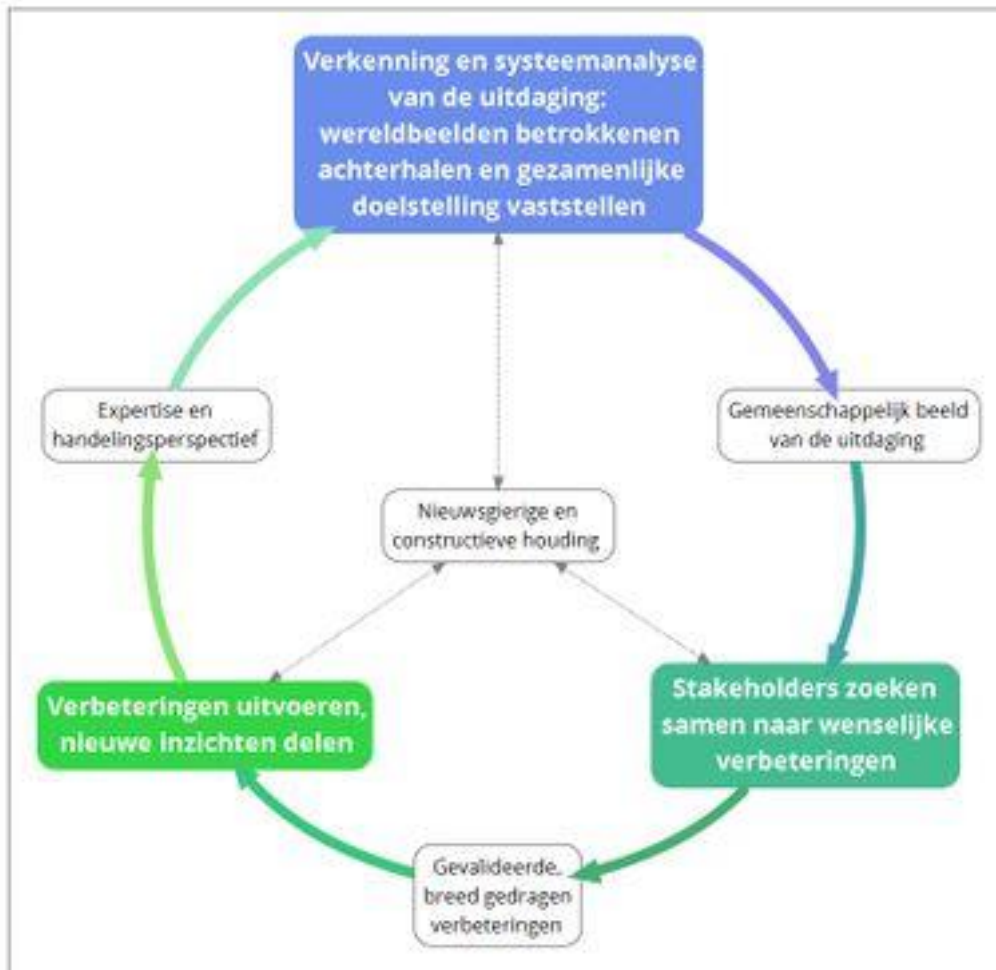 Verkenning en systeemanalyse
van de uitdaging:
wereldbeelden betrokkenen
achterhalen en gezamenlijke
doelstelling vaststellen
Expertise en
handelingsperspectief
Gemeenschappelijk beeld
van de uitdaging
Nieuwsgierige en
constructieve houding
Verbeteringen uitvoeren,
nieuwe inzichten delen
Stakeholders zoeken
samen naar wenselijke
verbeteringen
Gevalideerde,
breed gedragen
verbeteringen